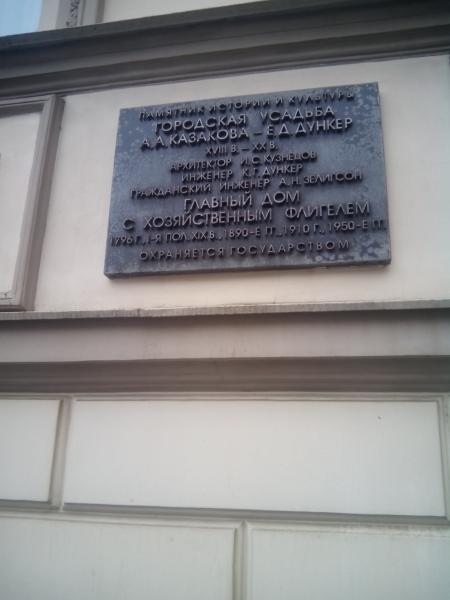 ПАМЯТНИК ИСТОРИИ И КУЛЬТУРЫ
ГОРОДСКАЯ УСАДЬБА
А.А. КАЗАКОВА – Е.Д. ДУНКЕР
XVIII В. – XX В.
АРХИТЕКТОР И.С. КУЗНЕЦОВ
ИНЖЕНЕР К.Г. ДУНКЕР
ГРАЖДАНСКИЙ ИНЖЕНЕР А.Н. ЗЕЛИГСОН
ГЛАВНЫЙ ДОМ
С ХОЗЯЙСТВЕННЫМ ФЛИГЕЛЕМ
1796 Г., 1-Я ПОЛ. XIX В., 1890-Е ГГ., 1910 Г., 1950-Е ГГ.
ОХРАНЯЕТСЯ ГОСУДАРСТВОМ